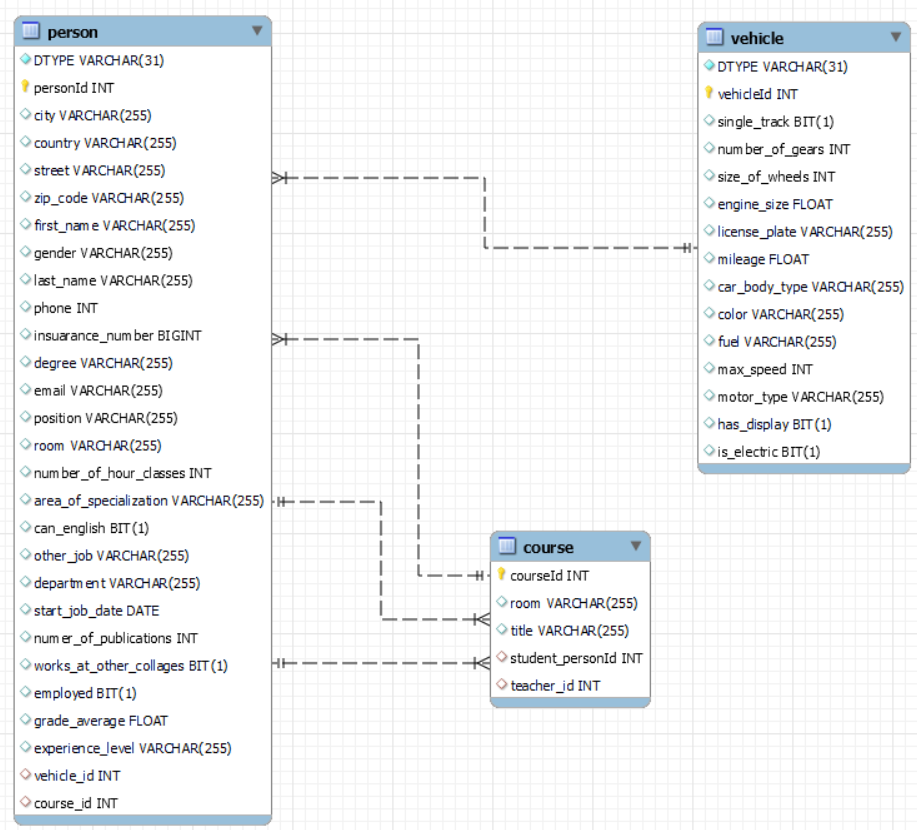 person
DTYPE VARCHAR(31)
personId INT
city VARCHAR(255)
country VARCHAR(255)
street VARCHAR(255)
zip_code VARCHAR(255)
first_name VARCHAR(255)
gender VARCHAR(255)
last_name VARCHAR(255)
phone INT
insuarance_number BIGINT
degree VARCHAR(255)
email VARCHAR(255)
position VARCHAR(255)
room VARCHAR(255)
number_of_hour_classes INT
area_of_specialization VARCHAR(255)
can_english BIT(1)
other_job VARCHAR(255)
department VARCHAR(255)
start_job_date DATE
numer_of_publications INT
works_at_other_collages BIT(1)
employed BIT(1)
grade_average FLOAT
experience_level VARCHAR(255)
vehicle_id INT
course_id INT
vehicle
DTYPE VARCHAR(31)
vehicleId INT
single_track BIT(1)
number_of_gears INT
size_of_wheels INT
engine_size FLOAT
license_plate VARCHAR(255)
mileage FLOAT
car_body_type VARCHAR(255)
color VARCHAR(255)
fuel VARCHAR(255)
max_speed INT
motor_type VARCHAR(255)
has_display BIT(1)
is_electric BIT(1)
course
courseId INT
room VARCHAR(255)
title VARCHAR(255)
student_personId INT
teacher_id INT